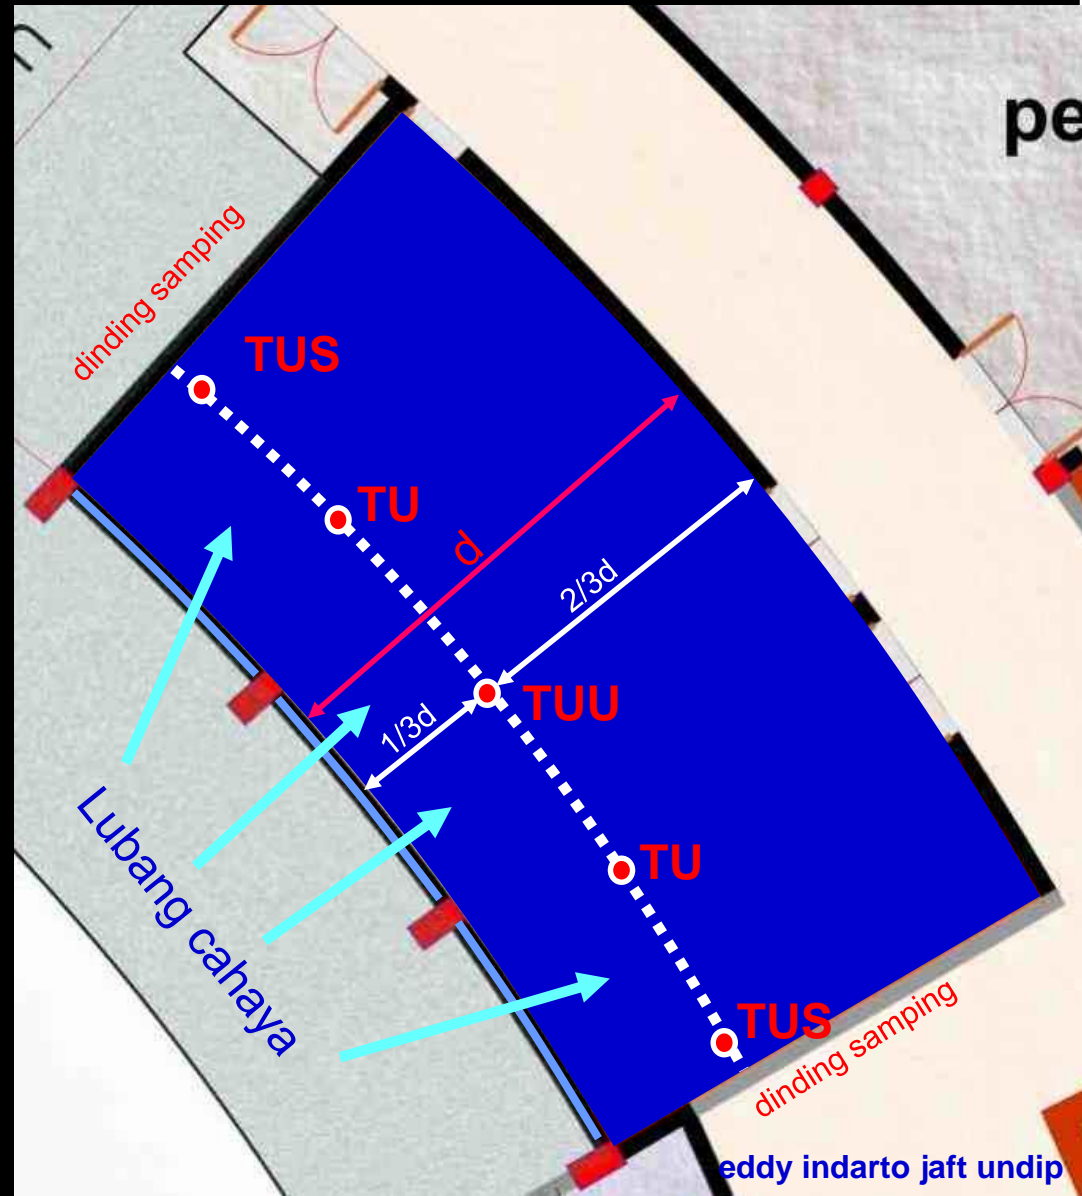 pe
dinding samping
TUS
TU
d
2/3d
TUU
1/3d
Lubang cahaya
TU
TUS
dinding samping
eddy indarto jaft undip